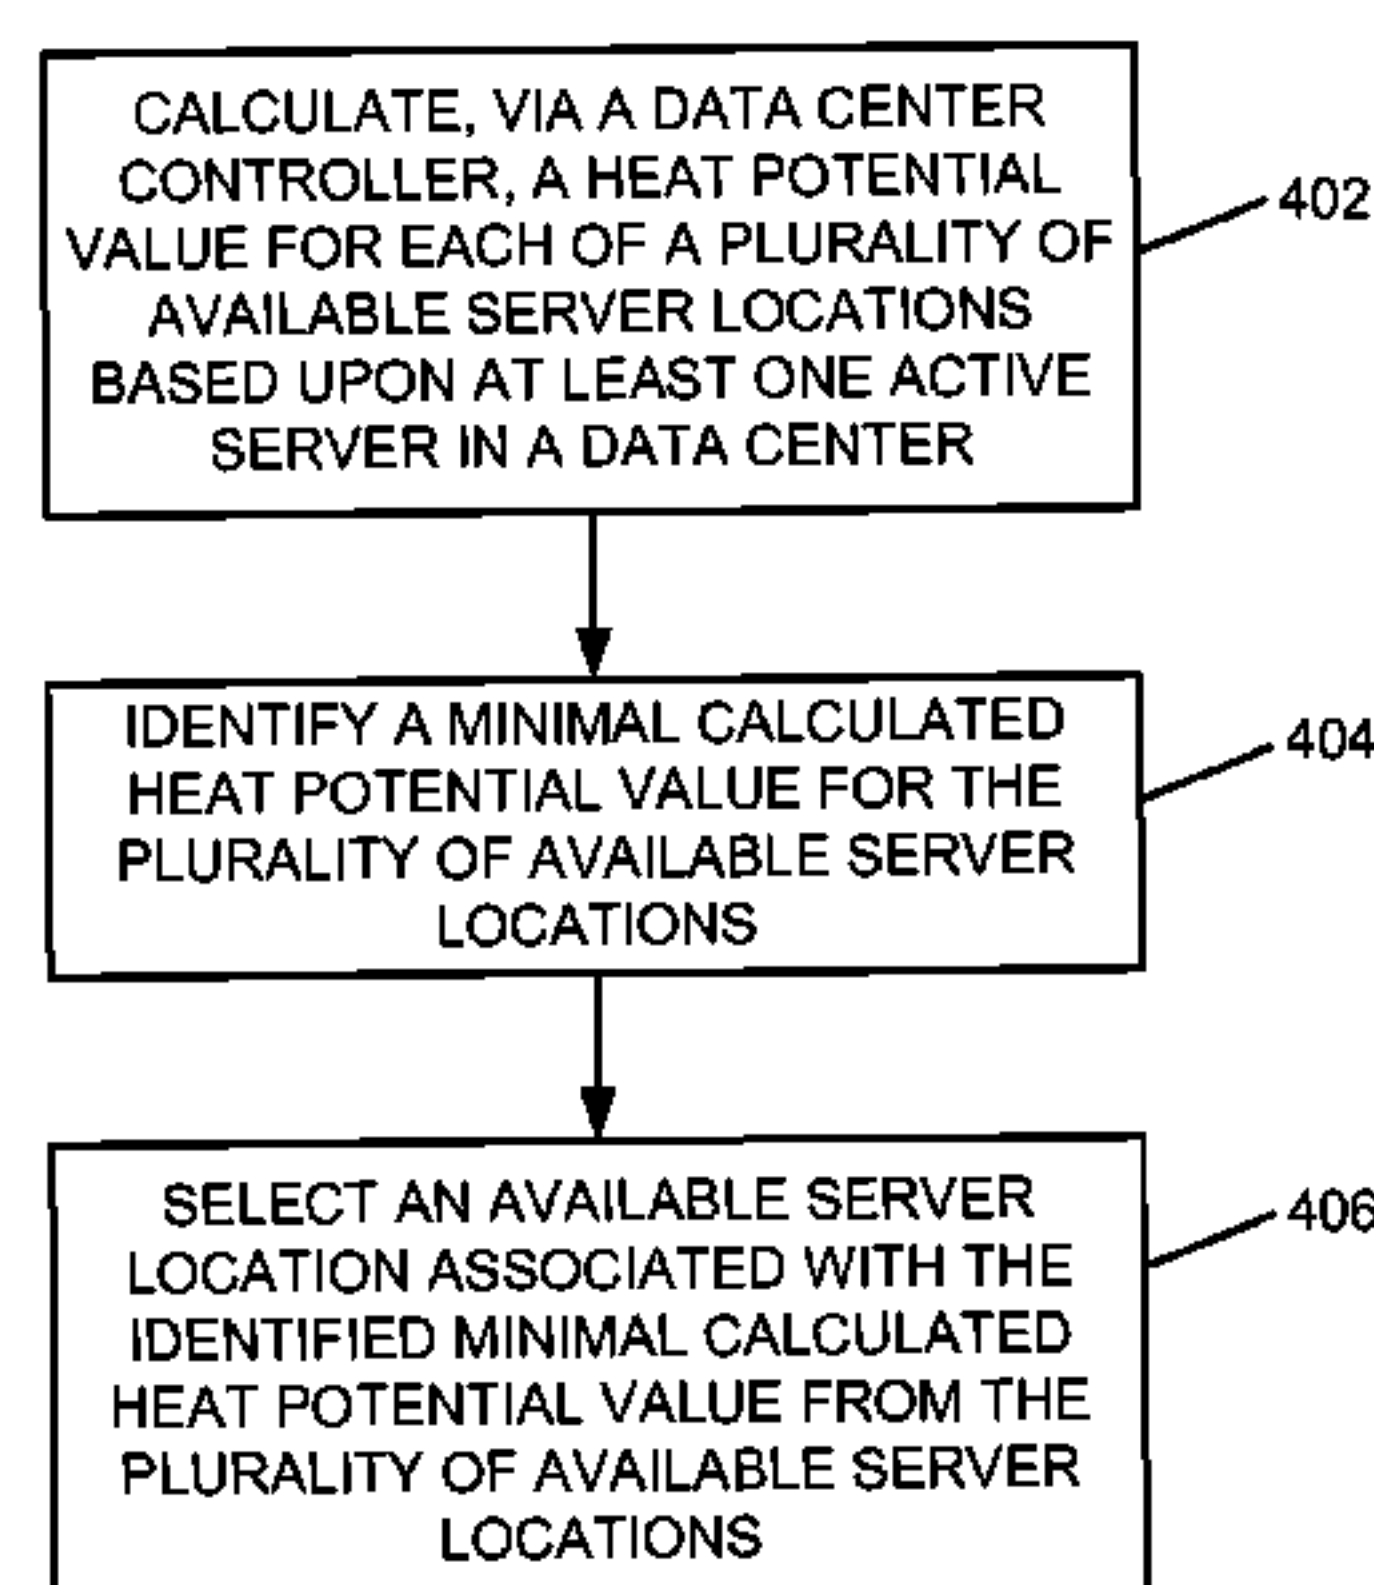 CALCULATE, VIA A DATA CENTER
CONTROLLER, A HEAT POTENTIAL
VALUE FOR EACH OF A PLURALITY OF
AVAILABLE SERVER LOCATIONS
BASED UPON AT LEAST ONE ACTIVE
SERVER IN A DATA CENTER
402
IDENTIFY A MINIMAL CALCULATED
HEAT POTENTIAL VALUE FOR THE
PLURALITY OF AVAILABLE SERVER
LOCATIONS
404
SELECT AN AVAILABLE SERVER
LOCATION ASSOCIATED WITH THE
IDENTIFIED MINIMAL CALCULATED
HEAT POTENTIAL VALUE FROM THE
PLURALITY OF AVAILABLE SERVER
LOCATIONS
406